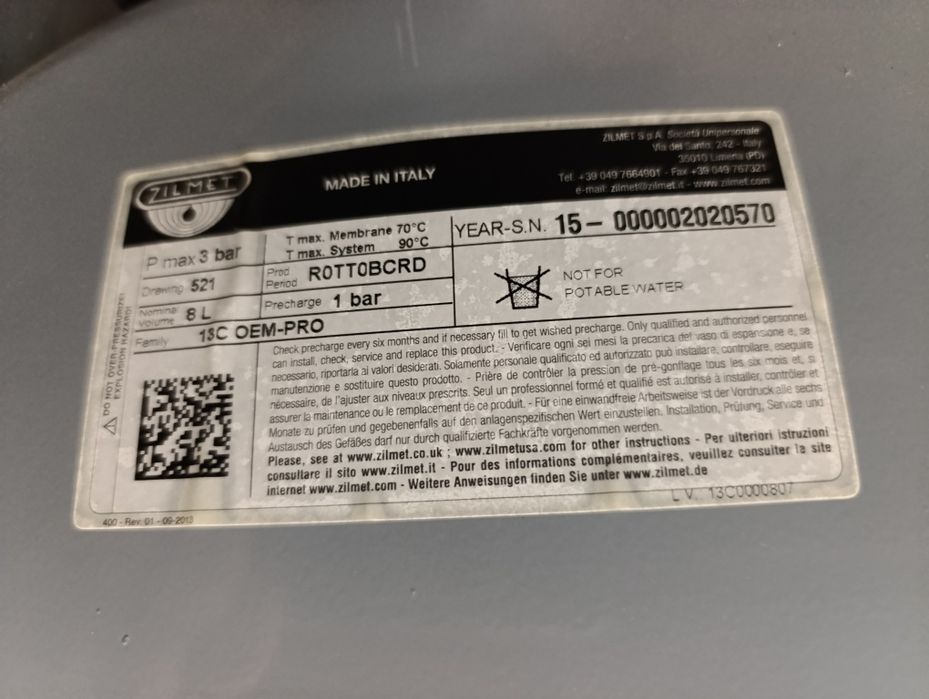 ZILMET
MADE IN ITALY
ZILMET S.p.A. Società Unipersonale
Via del Santo, 242 - Italy
35010 Limena (PD)
Tel. +39 049 7664901 - Fax +39 049 767321
e-mail: zilmet@zilmet.it - www.zilmet.com
P max 3 bar
T max. Membrane 70°C
T max. System 90°C
YEAR-S.N. 15- 000002020570
Drawing 521
Prod Period R0TT0BCRD
Nominal Volume 8 L
Precharge 1 bar
NOT FOR
POTABLE WATER
Family 13C OEM-PRO
DO NOT OVER-PRESSURIZE!
EXPLOSION HAZARD!
Check precharge every six months and if necessary fill to get wished precharge. Only qualified and authorized personnel
can install, check, service and replace this product. - Verificare ogni sei mesi la precarica del vaso di espansione e, se
necessario, riportarla ai valori desiderati. Solamente personale qualificato ed autorizzato può installare, controllare, eseguire
manutenzione e sostituire questo prodotto. - Prière de contrôler la pression de pré-gonflage tous les six mois et, si
nécessaire, de l'ajuster aux niveaux prescrits. Seul un professionnel formé et qualifié est autorisé à installer, contrôler et
assurer la maintenance ou le remplacement de ce produit. - Für eine einwandfreie Arbeitsweise ist der Vordruck alle sechs
Monate zu prüfen und gegebenenfalls auf den anlagenspezifischen Wert einzustellen. Installation, Prüfung, Service und
Austausch des Gefäßes darf nur durch qualifizierte Fachkräfte vorgenommen werden.
Please, see at www.zilmet.co.uk ; www.zilmetusa.com for other instructions - Per ulteriori istruzioni
consultare il sito www.zilmet.it - Pour des informations complémentaires, veuillez consulter le site
internet www.zilmet.com - Weitere Anweisungen finden Sie unter www.zilmet.de
L.V. 13C0000807
400 - Rev. 01 - 09-2013